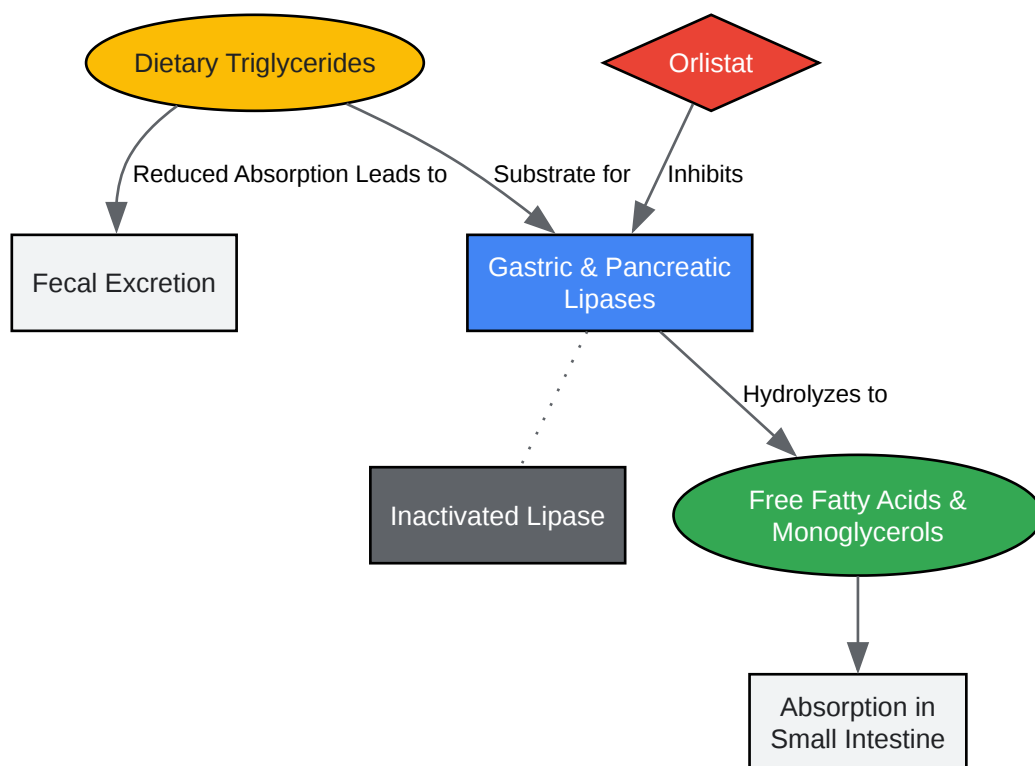 Dietary Triglycerides
Orlistat
Reduced Absorption Leads to
Substrate for
Inhibits
Fecal Excretion
Gastric & Pancreatic
Lipases
Hydrolyzes to
Inactivated Lipase
Free Fatty Acids &
Monoglycerols
Absorption in
Small Intestine